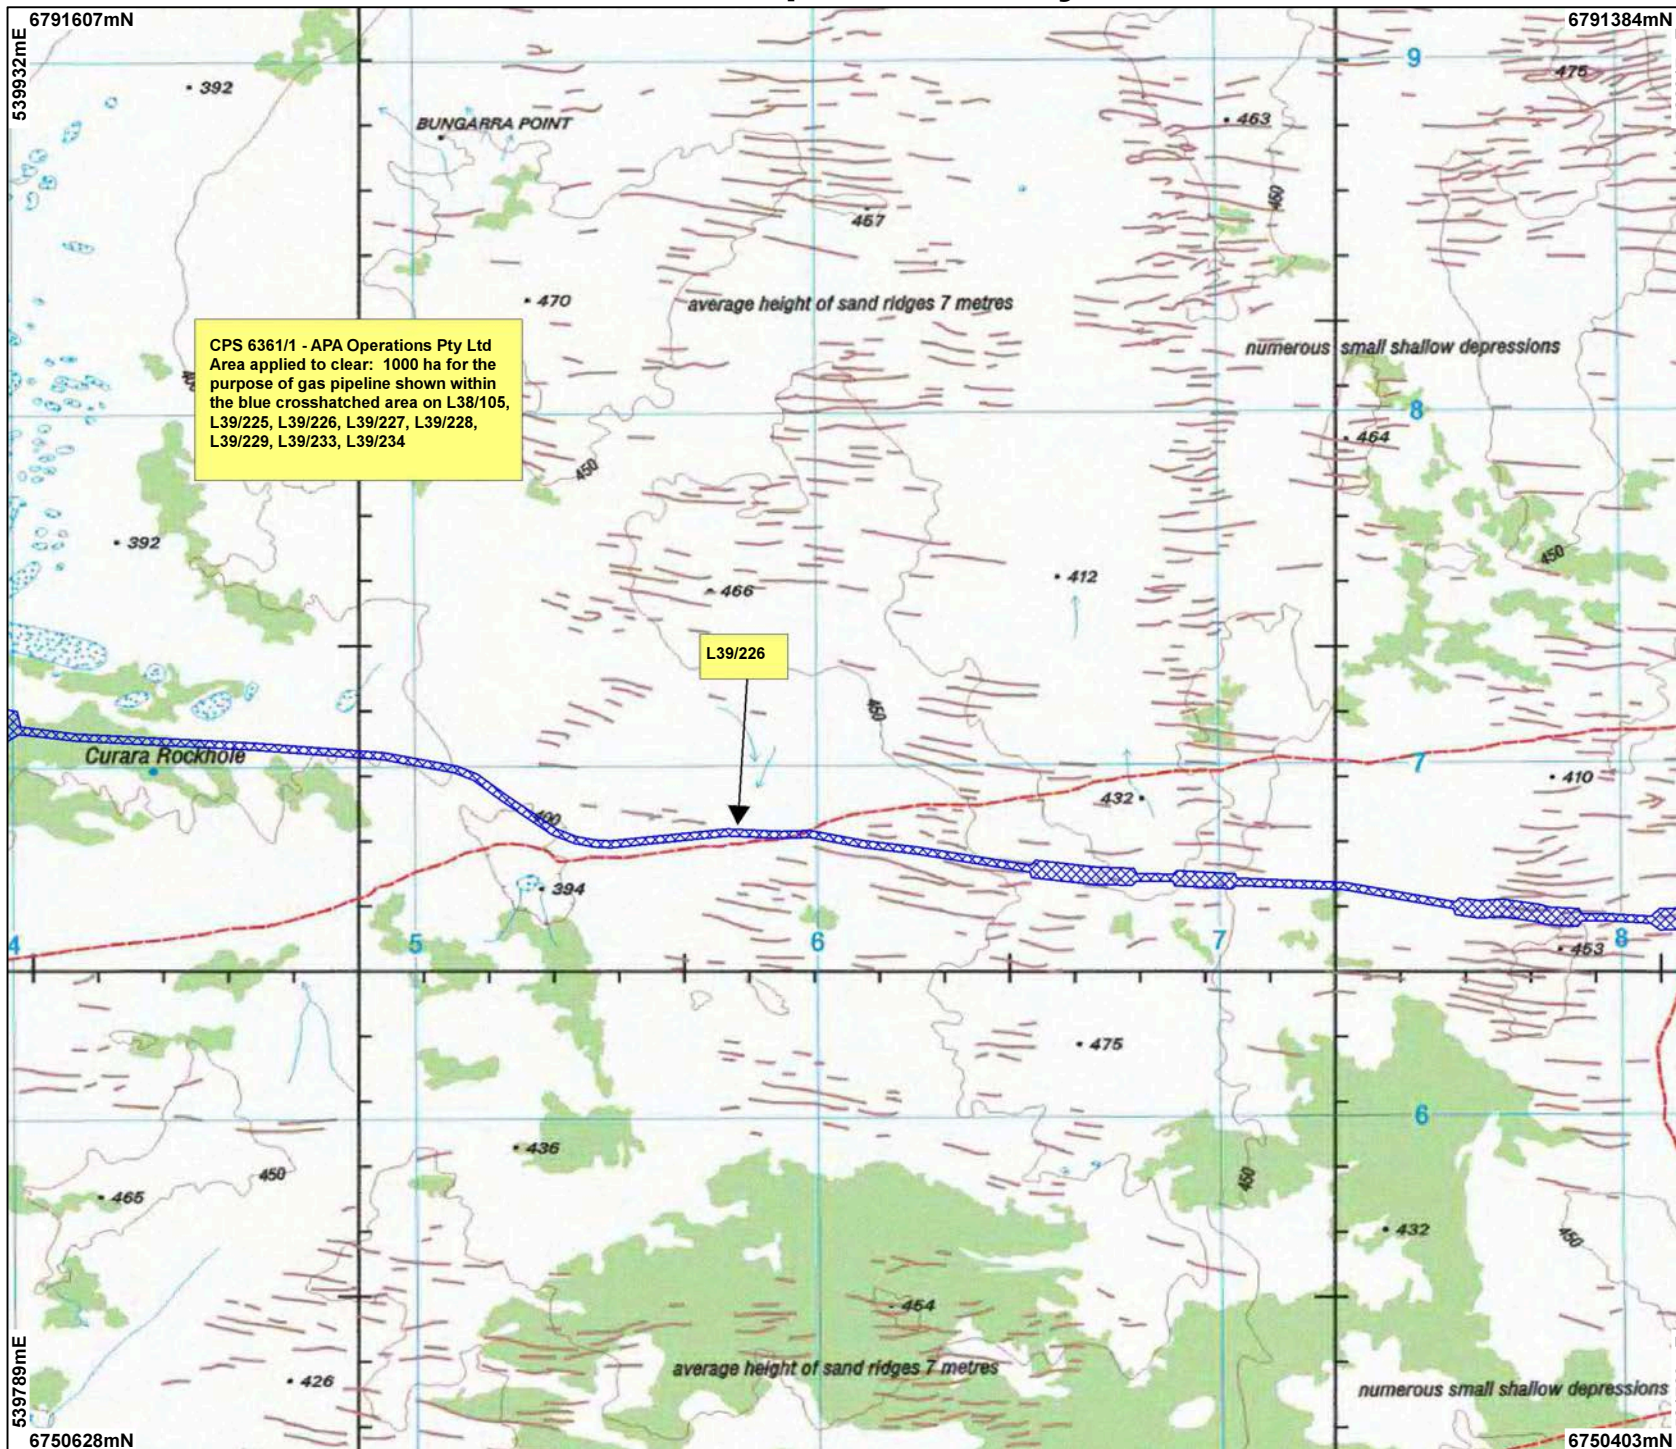 6791607mN
6791384mN
539932mE
9
475
392
463
BUNGARRA POINT
450
467
470
average height of sand ridges 7 metres
numerous small shallow depressions
CPS 6361/1 - APA Operations Pty Ltd
Area applied to clear: 1000 ha for the
purpose of gas pipeline shown within
the blue crosshatched area on L38/105,
L39/225, L39/226, L39/227, L39/228,
L39/229, L39/233, L39/234
8
464
450
392
450
412
466
L39/226
450
Curara Rockhole
7
410
432
400
394
4
5
6
7
8
453
475
6
436
450
465
450
432
450
454
average height of sand ridges 7 metres
426
numerous small shallow depressions
539789mE
6750628mN
6750403mN